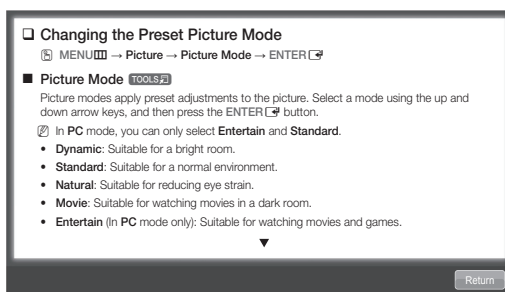 ❑ Changing the Preset Picture Mode
MENU → Picture → Picture Mode → ENTER
■ Picture Mode TOOLS
Picture modes apply preset adjustments to the picture. Select a mode using the up and
down arrow keys, and then press the ENTER button.
In PC mode, you can only select Entertain and Standard.
• Dynamic: Suitable for a bright room.
• Standard: Suitable for a normal environment.
• Natural: Suitable for reducing eye strain.
• Movie: Suitable for watching movies in a dark room.
• Entertain (In PC mode only): Suitable for watching movies and games.
▼
Return